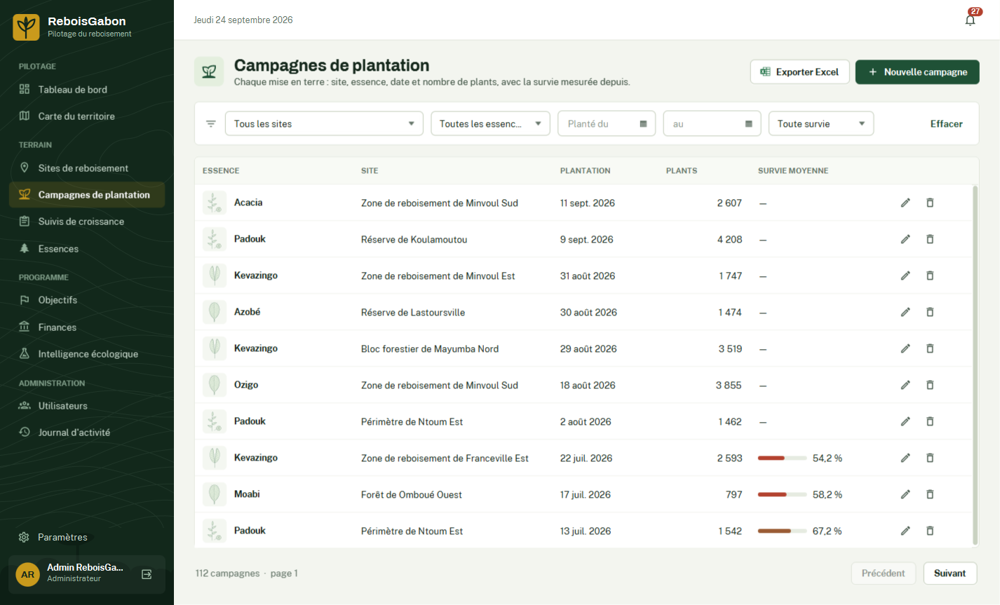 ReboisGabon
Pilotage du reboisement
PILOTAGE
Tableau de bord
Carte du territoire
TERRAIN
Sites de reboisement
Campagnes de plantation
Suivis de croissance
Essences
PROGRAMME
Objectifs
Finances
Intelligence écologique
ADMINISTRATION
Utilisateurs
Journal d'activité
Paramètres
AR
Admin ReboisGa...
Administrateur
Jeudi 24 septembre 2026
27
Campagnes de plantation
Chaque mise en terre : site, essence, date et nombre de plants, avec la survie mesurée depuis.
Exporter Excel
+ Nouvelle campagne
Tous les sites
Toutes les essenc...
Planté du
au
Toute survie
Effacer
ESSENCE SITE PLANTATION PLANTS SURVIE MOYENNE
Acacia Zone de reboisement de Minvoul Sud 11 sept. 2026 2 607 —
Padouk Réserve de Koulamoutou 9 sept. 2026 4 208 —
Kevazingo Zone de reboisement de Minvoul Est 31 août 2026 1 747 —
Azobé Réserve de Lastoursville 30 août 2026 1 474 —
Kevazingo Bloc forestier de Mayumba Nord 29 août 2026 3 519 —
Ozigo Zone de reboisement de Minvoul Sud 18 août 2026 3 855 —
Padouk Périmètre de Ntoum Est 2 août 2026 1 462 —
Kevazingo Zone de reboisement de Franceville Est 22 juil. 2026 2 593 54,2 %
Moabi Forêt de Omboué Ouest 17 juil. 2026 797 58,2 %
Padouk Périmètre de Ntoum Est 13 juil. 2026 1 542 67,2 %
112 campagnes · page 1
Précédent
Suivant